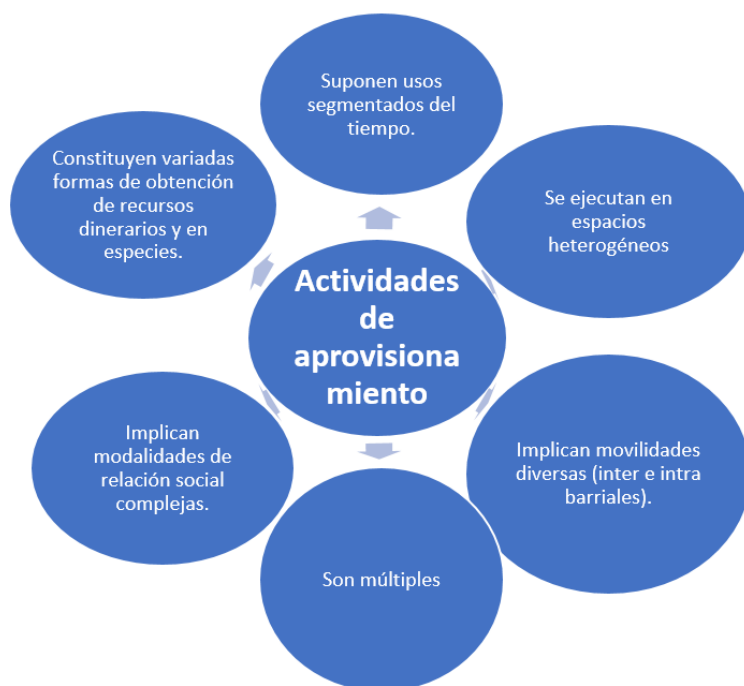 Suponen usos
segmentados del
tiempo.
Se ejecutan en
espacios
heterogéneos
Implican movilidades
diversas (inter e intra
barriales).
Son múltiples
Implican
modalidades de
relación social
complejas.
Constituyen variadas
formas de obtención
de recursos
dinerarios y en
especies.
Actividades
de
aprovisiona
miento